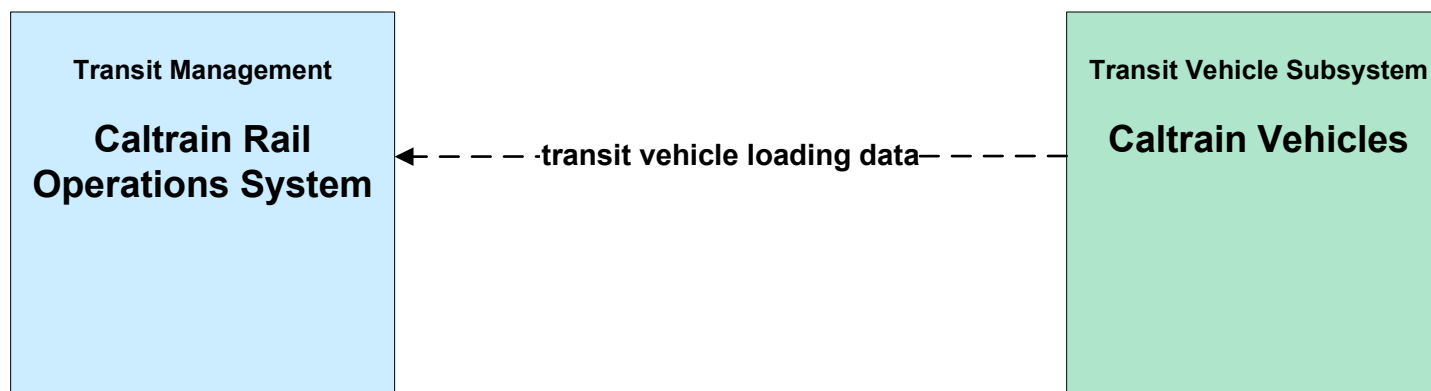 Transit Management
Caltrain Rail
Operations System
transit vehicle loading data
Transit Vehicle Subsystem
Caltrain Vehicles